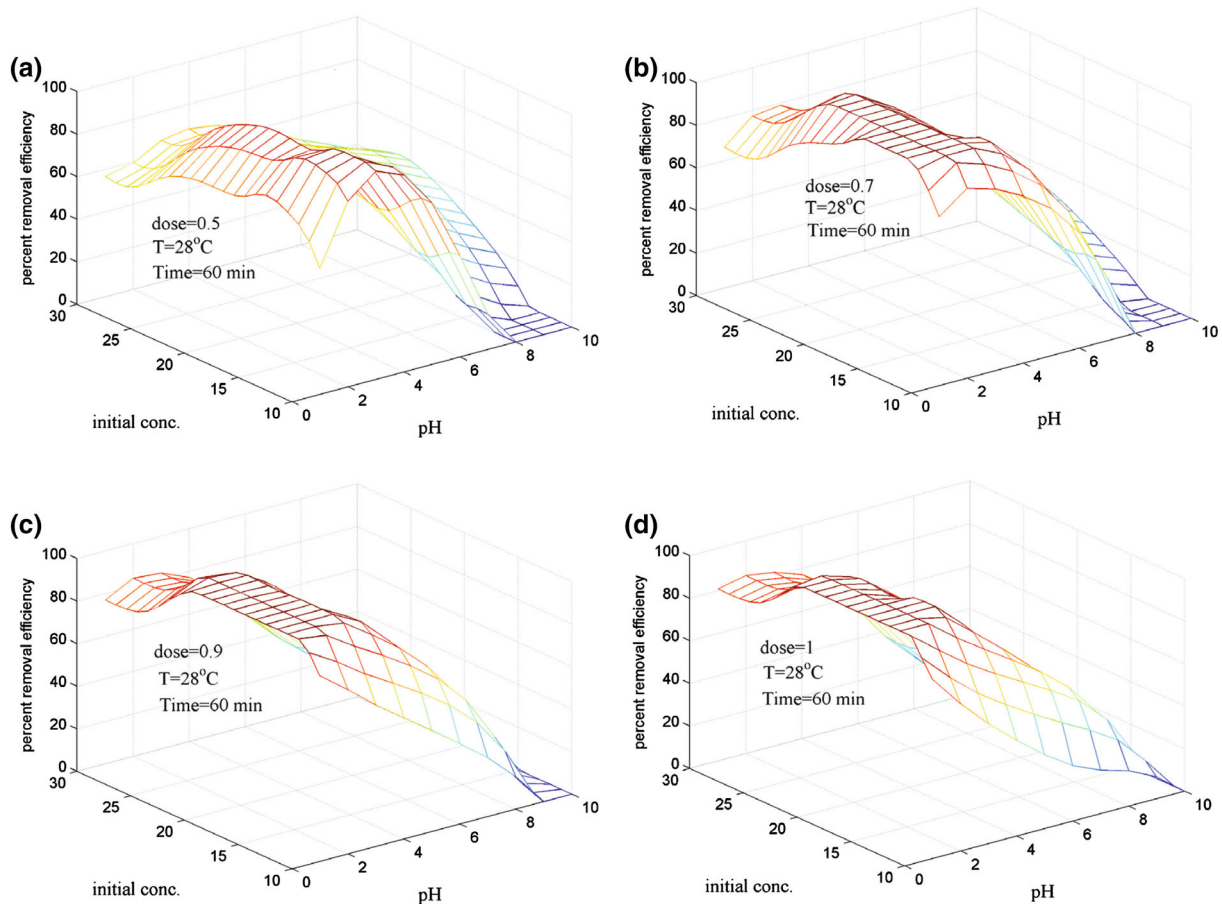 (a)
percent removal efficiency
100
80
60
40
20
0
dose=0.5
T=28°C
Time=60 min
30
25
20
15
10
initial conc.
0
2
4
6
8
10
pH
(b)
percent removal efficiency
100
80
60
40
20
0
dose=0.7
T=28°C
Time=60 min
30
25
20
15
10
initial conc.
0
2
4
6
8
10
pH
(c)
percent removal efficiency
100
80
60
40
20
0
dose=0.9
T=28°C
Time=60 min
30
25
20
15
10
initial conc.
0
2
4
6
8
10
pH
(d)
percent removal efficiency
100
80
60
40
20
0
dose=1
T=28°C
Time=60 min
30
25
20
15
10
initial conc.
0
2
4
6
8
10
pH